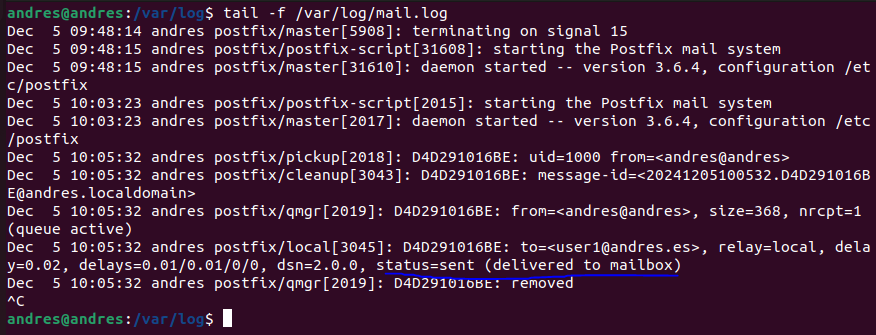 andres@andres:/var/log$ tail -f /var/log/mail.log
Dec  5 09:48:14 andres postfix/master[5908]: terminating on signal 15
Dec  5 09:48:15 andres postfix/postfix-script[31608]: starting the Postfix mail system
Dec  5 09:48:15 andres postfix/master[31610]: daemon started -- version 3.6.4, configuration /et
c/postfix
Dec  5 10:03:23 andres postfix/postfix-script[2015]: starting the Postfix mail system
Dec  5 10:03:23 andres postfix/master[2017]: daemon started -- version 3.6.4, configuration /etc
/postfix
Dec  5 10:05:32 andres postfix/pickup[2018]: D4D291016BE: uid=1000 from=<andres@andres>
Dec  5 10:05:32 andres postfix/cleanup[3043]: D4D291016BE: message-id=<20241205100532.D4D291016B
E@andres.localdomain>
Dec  5 10:05:32 andres postfix/qmgr[2019]: D4D291016BE: from=<andres@andres>, size=368, nrcpt=1
(queue active)
Dec  5 10:05:32 andres postfix/local[3045]: D4D291016BE: to=<user1@andres.es>, relay=local, dela
y=0.02, delays=0.01/0.01/0/0, dsn=2.0.0, status=sent (delivered to mailbox)
Dec  5 10:05:32 andres postfix/qmgr[2019]: D4D291016BE: removed
^C
andres@andres:/var/log$